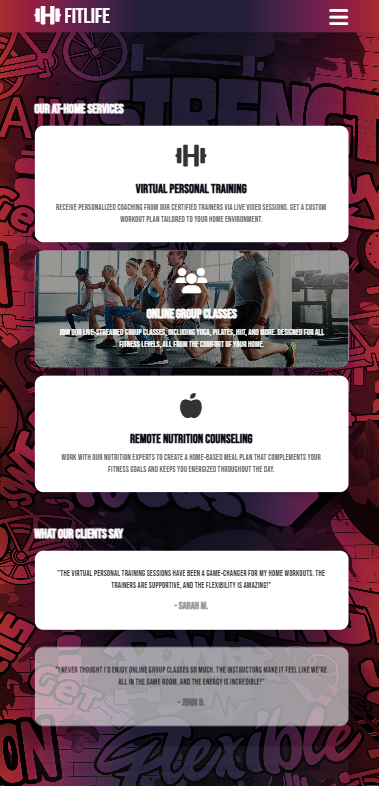 FITLIFE
STRENGT
AIM
OUR AT-HOME SERVICES
VIRTUAL PERSONAL TRAINING
RECEIVE PERSONALIZED COACHING FROM OUR CERTIFIED TRAINERS VIA LIVE VIDEO SESSIONS. GET A CUSTOM
WORKOUT PLAN TAILORED TO YOUR HOME ENVIRONMENT.
ONLINE GROUP CLASSES
JOIN OUR LIVE-STREAMED GROUP CLASSES, INCLUDING YOGA, PILATES, HIIT, AND MORE. DESIGNED FOR ALL
FITNESS LEVELS, ALL FROM THE COMFORT OF YOUR HOME.
REMOTE NUTRITION COUNSELING
WORK WITH OUR NUTRITION EXPERTS TO CREATE A HOME-BASED MEAL PLAN THAT COMPLEMENTS YOUR
FITNESS GOALS AND KEEPS YOU ENERGIZED THROUGHOUT THE DAY.
WHAT OUR CLIENTS SAY
"THE VIRTUAL PERSONAL TRAINING SESSIONS HAVE BEEN A GAME-CHANGER FOR MY HOME WORKOUTS. THE
TRAINERS ARE SUPPORTIVE, AND THE FLEXIBILITY IS AMAZING!"
- SARAH M.
"I NEVER THOUGHT I'D ENJOY ONLINE GROUP CLASSES SO MUCH. THE INSTRUCTORS MAKE IT FEEL LIKE WE'RE
ALL IN THE SAME ROOM, AND THE ENERGY IS INCREDIBLE!"
- JOHN D.
Get
ON
Flexible